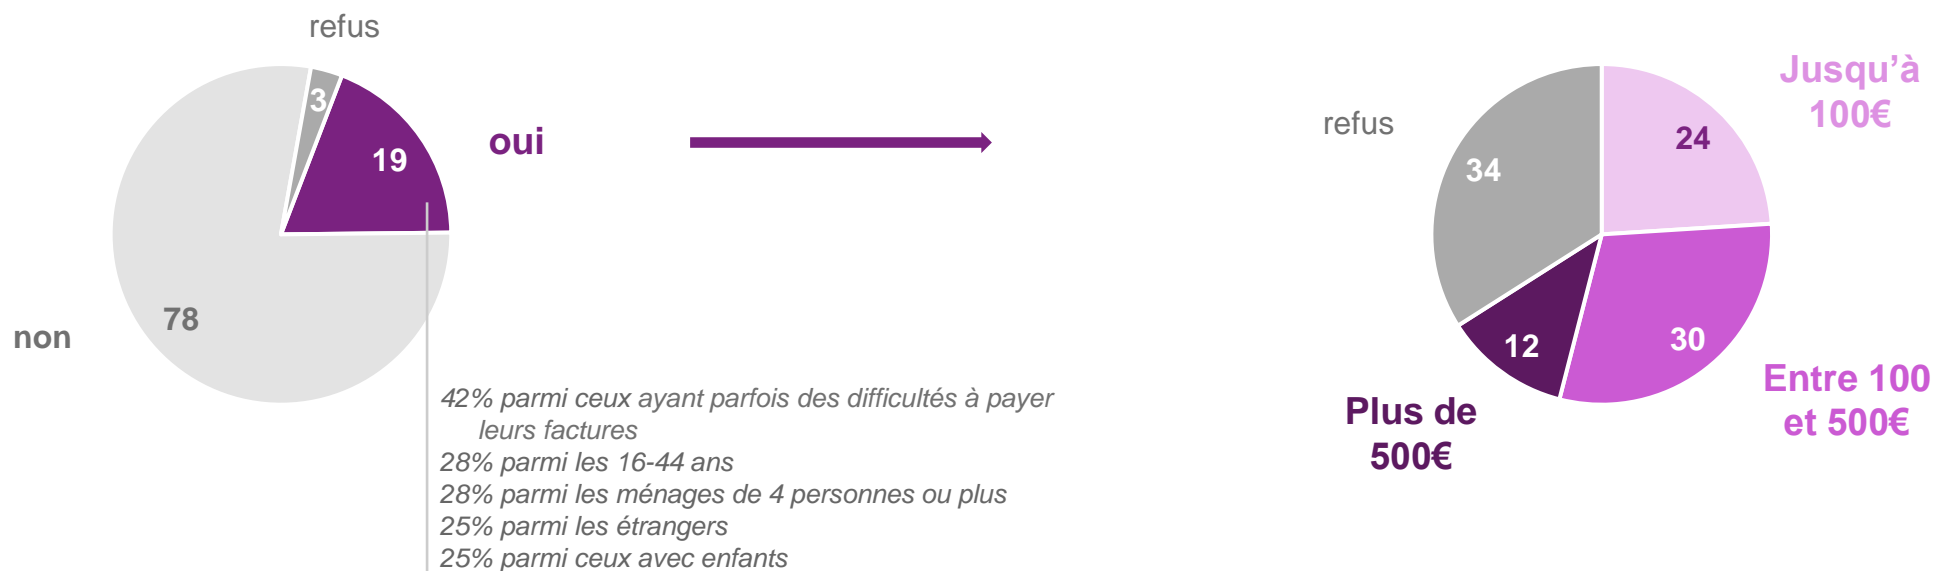 refus
3
19
oui
78
non
42% parmi ceux ayant parfois des difficultés à payer
leurs factures
28% parmi les 16-44 ans
28% parmi les ménages de 4 personnes ou plus
25% parmi les étrangers
25% parmi ceux avec enfants
Jusqu’à
100€
refus
24
34
30
12
Entre 100
et 500€
Plus de
500€